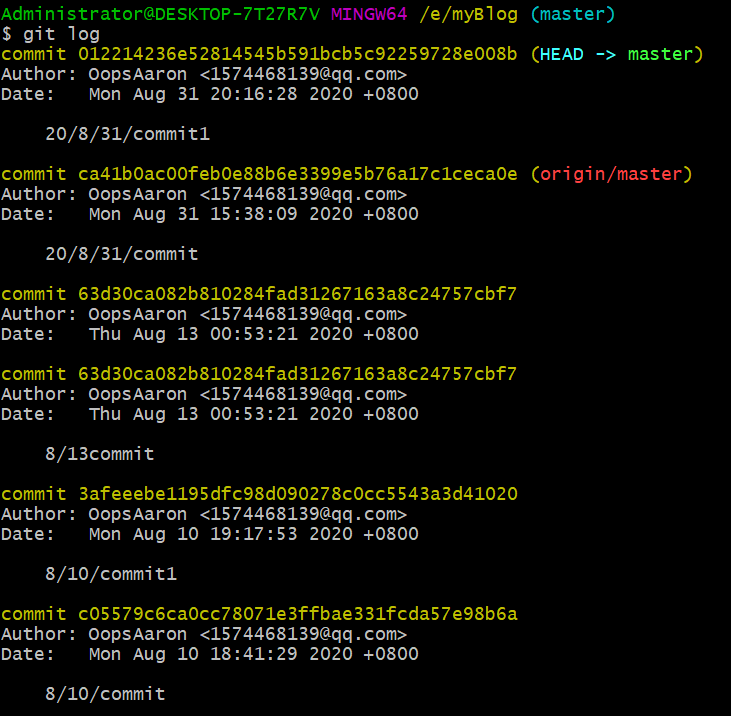 Administrator@DESKTOP-7T27R7V MINGW64 /e/myBlog (master)
$ git log
commit 012214236e52814545b591bcb5c92259728e008b (HEAD -> master)
Author: OopsAaron <1574468139@qq.com>
Date:   Mon Aug 31 20:16:28 2020 +0800
    20/8/31/commit1
commit ca41b0ac00feb0e88b6e3399e5b76a17c1ceca0e (origin/master)
Author: OopsAaron <1574468139@qq.com>
Date:   Mon Aug 31 15:38:09 2020 +0800
    20/8/31/commit
commit 63d30ca082b810284fad31267163a8c24757cbf7
Author: OopsAaron <1574468139@qq.com>
Date:   Thu Aug 13 00:53:21 2020 +0800
commit 63d30ca082b810284fad31267163a8c24757cbf7
Author: OopsAaron <1574468139@qq.com>
Date:   Thu Aug 13 00:53:21 2020 +0800
    8/13commit
commit 3afeeebe1195dfc98d090278c0cc5543a3d41020
Author: OopsAaron <1574468139@qq.com>
Date:   Mon Aug 10 19:17:53 2020 +0800
    8/10/commit1
commit c05579c6ca0cc78071e3ffbae331fcda57e98b6a
Author: OopsAaron <1574468139@qq.com>
Date:   Mon Aug 10 18:41:29 2020 +0800
    8/10/commit